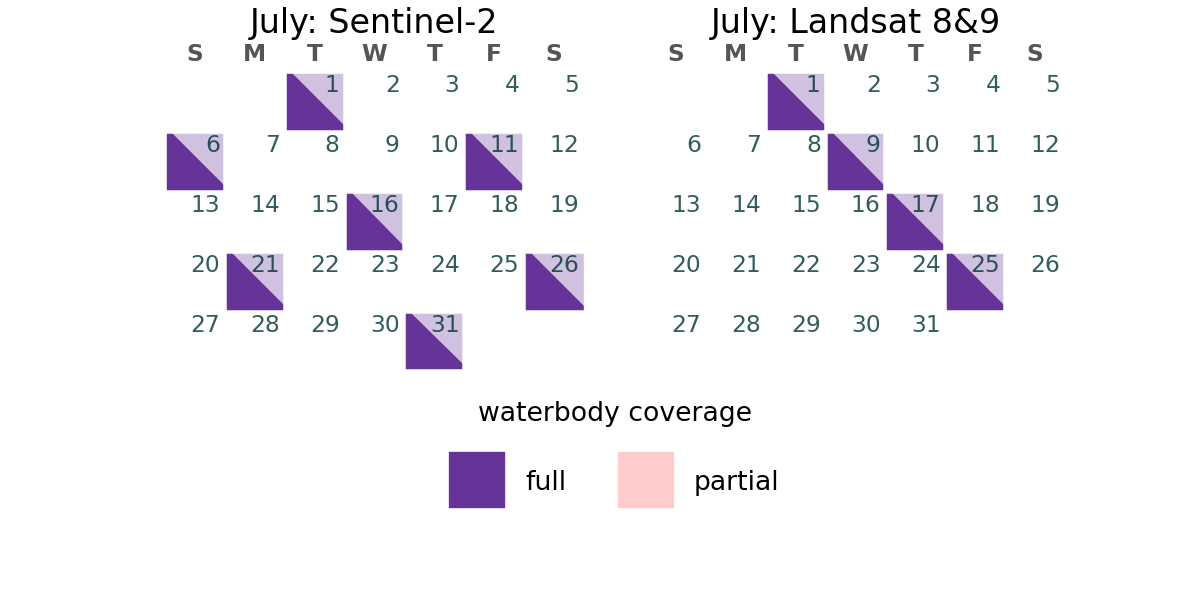 July: Sentinel-2
S M T W T F S
1 2 3 4 5
6 7 8 9 10 11 12
13 14 15 16 17 18 19
20 21 22 23 24 25 26
27 28 29 30 31
July: Landsat 8&9
S M T W T F S
1 2 3 4 5
6 7 8 9 10 11 12
13 14 15 16 17 18 19
20 21 22 23 24 25 26
27 28 29 30 31
waterbody coverage
full partial